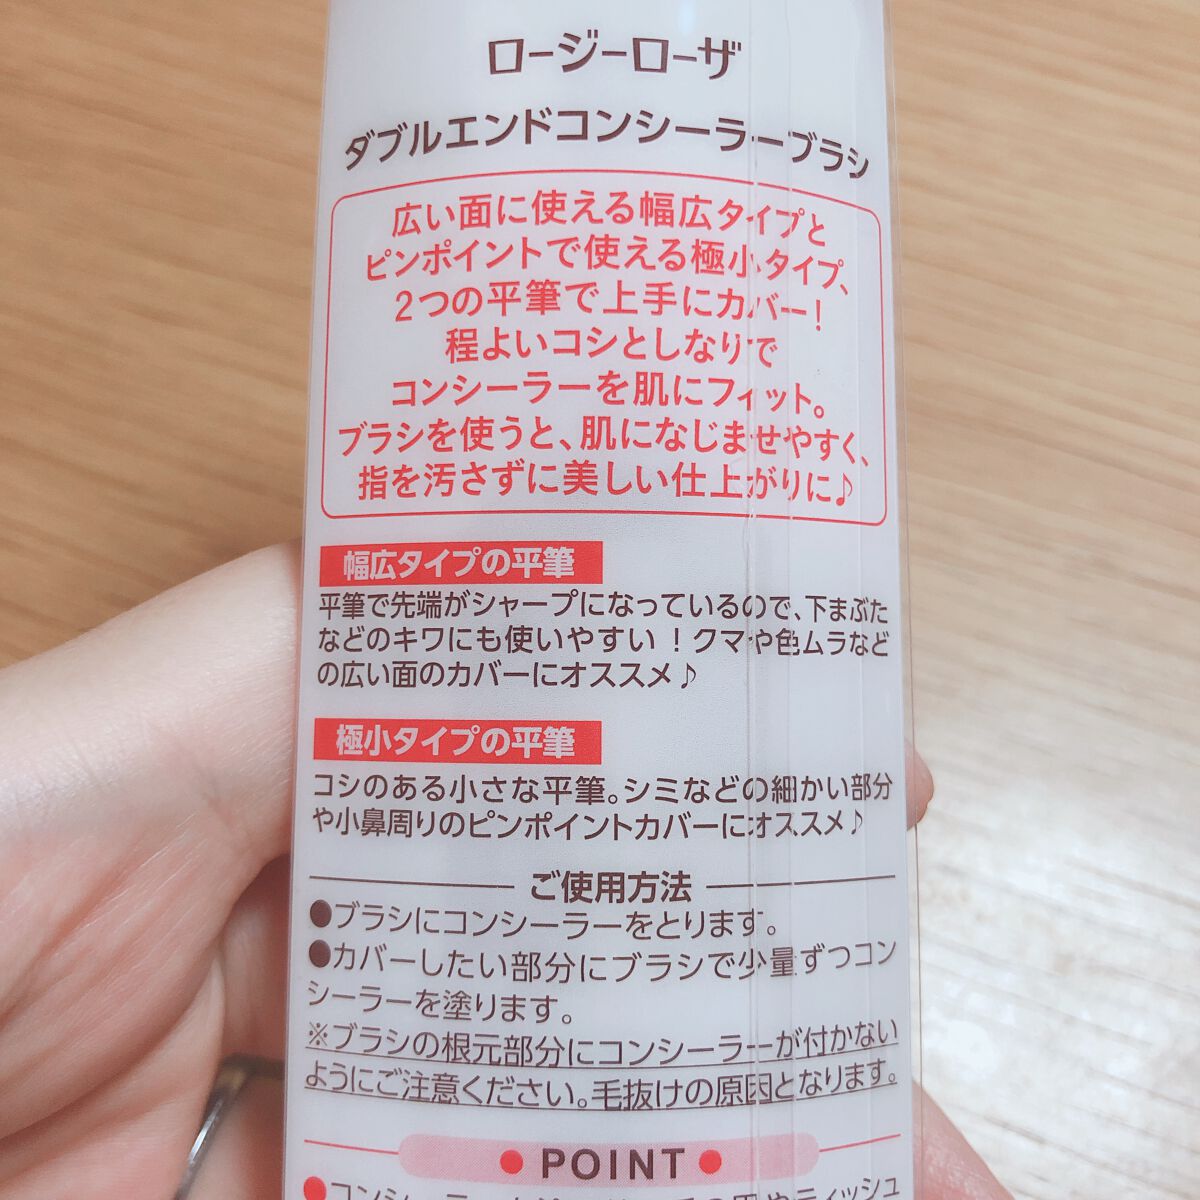 ロージーローザ
ダブルエンドコンシーラーブラシ
広い面に使える幅広タイプと
ピンポイントで使える極小タイプ、
2つの平筆で上手にカバー!
程よいコシとしなりで
コンシーラーを肌にフィット。
ブラシを使うと、肌になじませやすく、
指を汚さずに美しい仕上がりに♪
幅広タイプの平筆
平筆で先端がシャープになっているので、下まぶた
などのキワにも使いやすい!クマや色ムラなど
の広い面のカバーにオススメ♪
極小タイプの平筆
コシのある小さな平筆。シミなどの細かい部分
や小鼻周りのピンポイントカバーにオススメ♪
ご使用方法
●ブラシにコンシーラーをとります。
●カバーしたい部分にブラシで少量ずつコン
シーラーを塗ります。
※ブラシの根元部分にコンシーラーが付かない
ようにご注意ください。毛抜けの原因となります。
● POINT ●